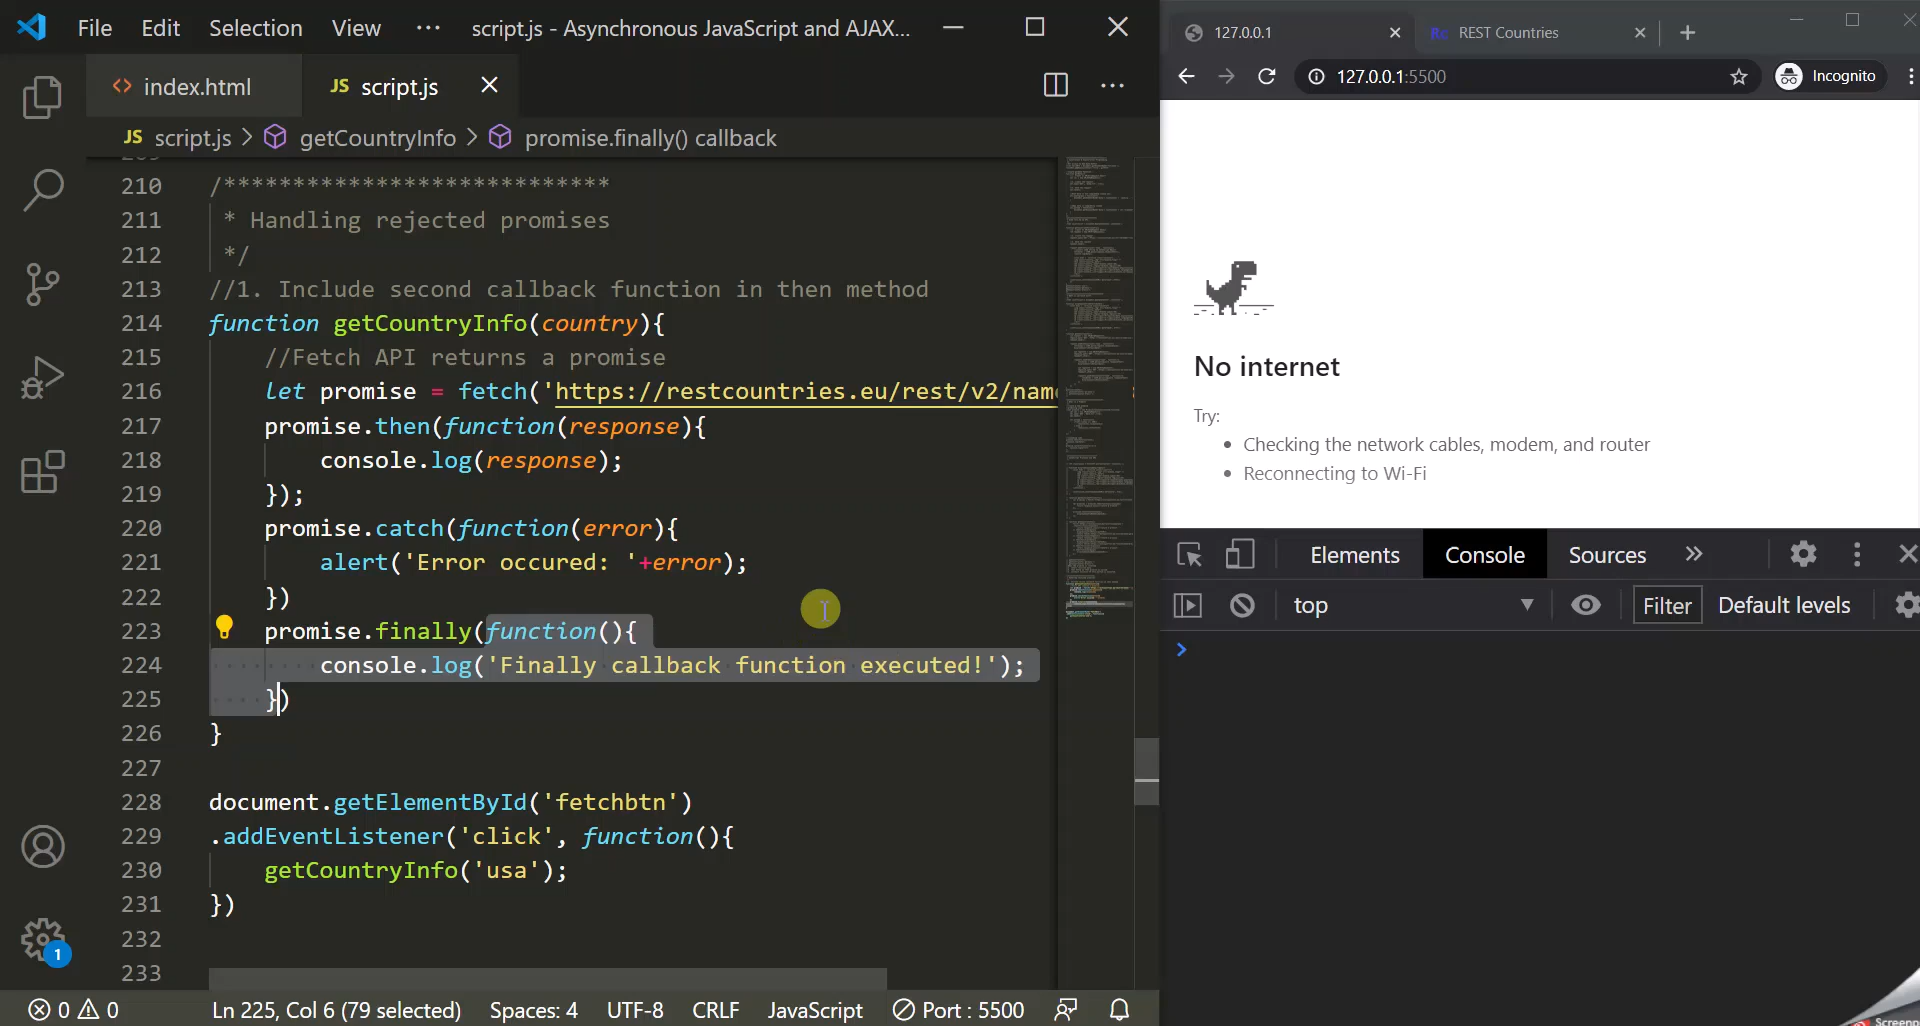 File Edit Selection View ··· script.js - Asynchronous JavaScript and AJAX...
index.html
JS script.js
JS script.js > getCountryInfo > promise.finally() callback
210 /****************************
211 * Handling rejected promises
212 */
213 //1. Include second callback function in then method
214 function getCountryInfo(country){
215 //Fetch API returns a promise
216 let promise = fetch('https://restcountries.eu/rest/v2/name
217 promise.then(function(response){
218 console.log(response);
219 });
220 promise.catch(function(error){
221 alert('Error occured: '+error);
222 })
223 promise.finally(function(){
224 console.log('Finally callback function executed!');
225 })
226 }
227
228 document.getElementById('fetchbtn')
229 .addEventListener('click', function(){
230 getCountryInfo('usa');
231 })
232
233
1
0 0 Ln 225, Col 6 (79 selected) Spaces: 4 UTF-8 CRLF JavaScript Port : 5500
127.0.0.1
REST Countries
127.0.0.1:5500
Incognito
No internet
Try:
• Checking the network cables, modem, and router
• Reconnecting to Wi-Fi
Elements Console Sources »
top Filter Default levels
>